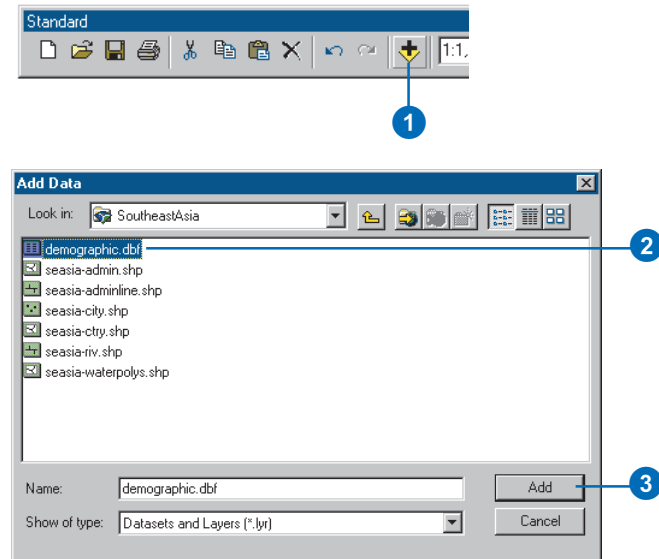 Standard
1:1,
1
Add Data
Look in: SoutheastAsia
demographic.dbf
2
seasia-admin.shp
seasia-adminline.shp
seasia-city.shp
seasia-ctry.shp
seasia-riv.shp
seasia-waterpolys.shp
Name: demographic.dbf Add
3
Show of type: Datasets and Layers (*.lyr) Cancel